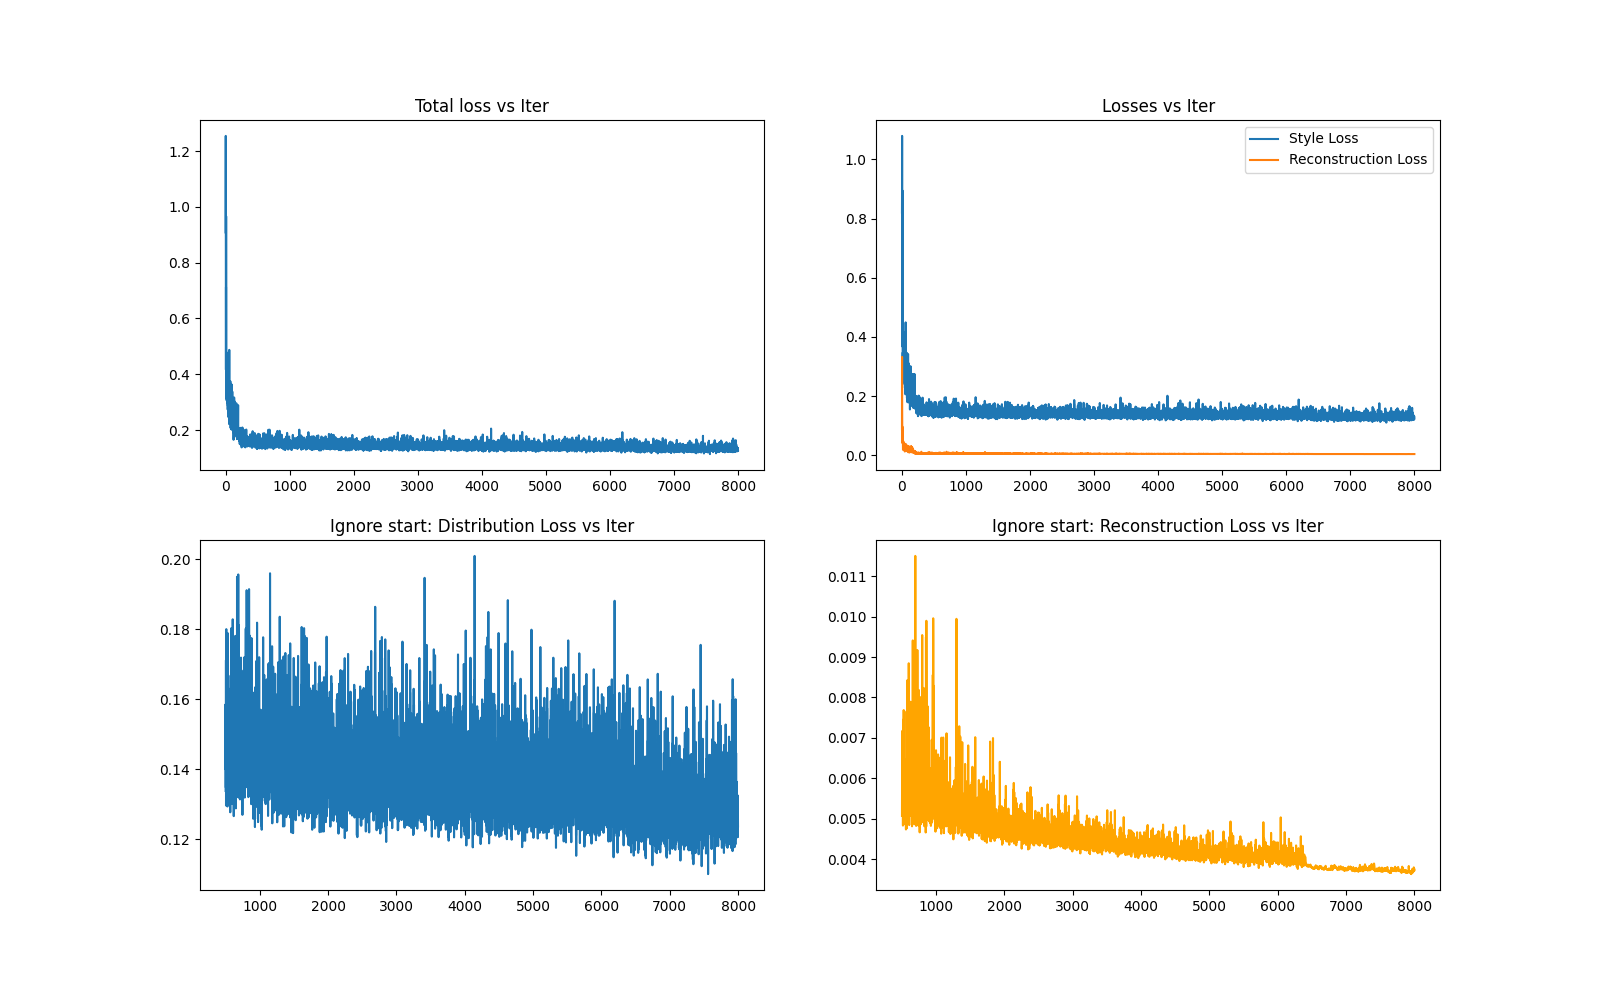 Total loss vs Iter
1.2
1.0
0.8
0.6
0.4
0.2
0 1000 2000 3000 4000 5000 6000 7000 8000
Losses vs Iter
Style Loss
Reconstruction Loss
1.0
0.8
0.6
0.4
0.2
0.0
0 1000 2000 3000 4000 5000 6000 7000 8000
Ignore start: Distribution Loss vs Iter
0.20
0.18
0.16
0.14
0.12
1000 2000 3000 4000 5000 6000 7000 8000
Ignore start: Reconstruction Loss vs Iter
0.011
0.010
0.009
0.008
0.007
0.006
0.005
0.004
1000 2000 3000 4000 5000 6000 7000 8000